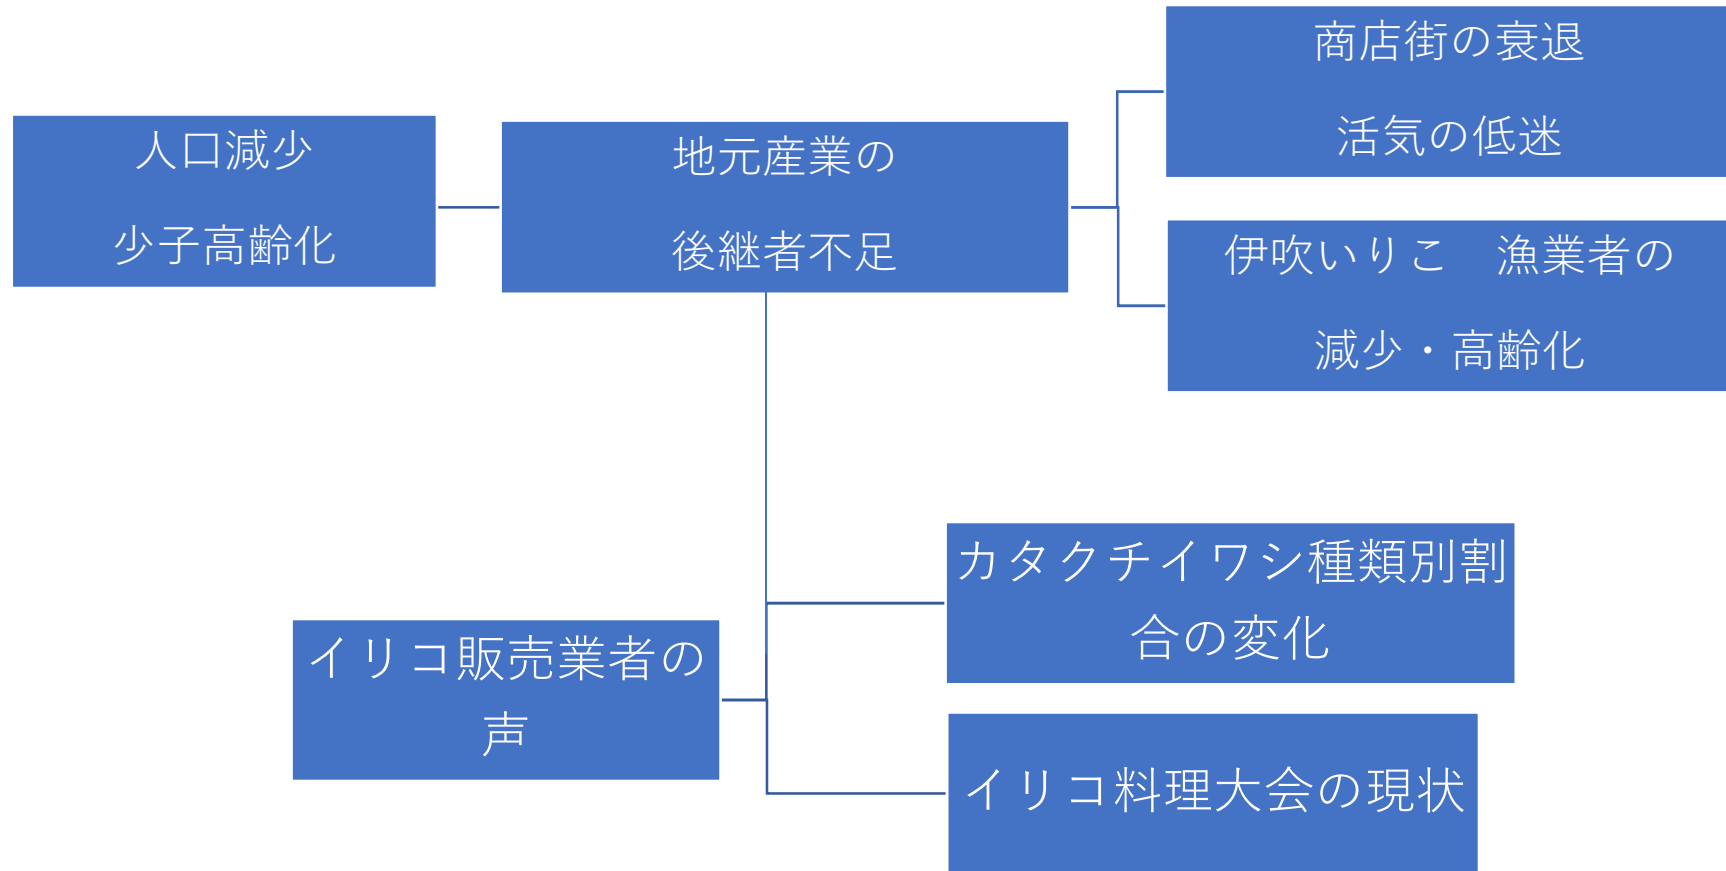 人口減少
少子高齢化
地元産業の
後継者不足
商店街の衰退
活気の低迷
伊吹いりこ　漁業者の
減少・高齢化
イリコ販売業者の
声
カタクチイワシ種類別割
合の変化
イリコ料理大会の現状